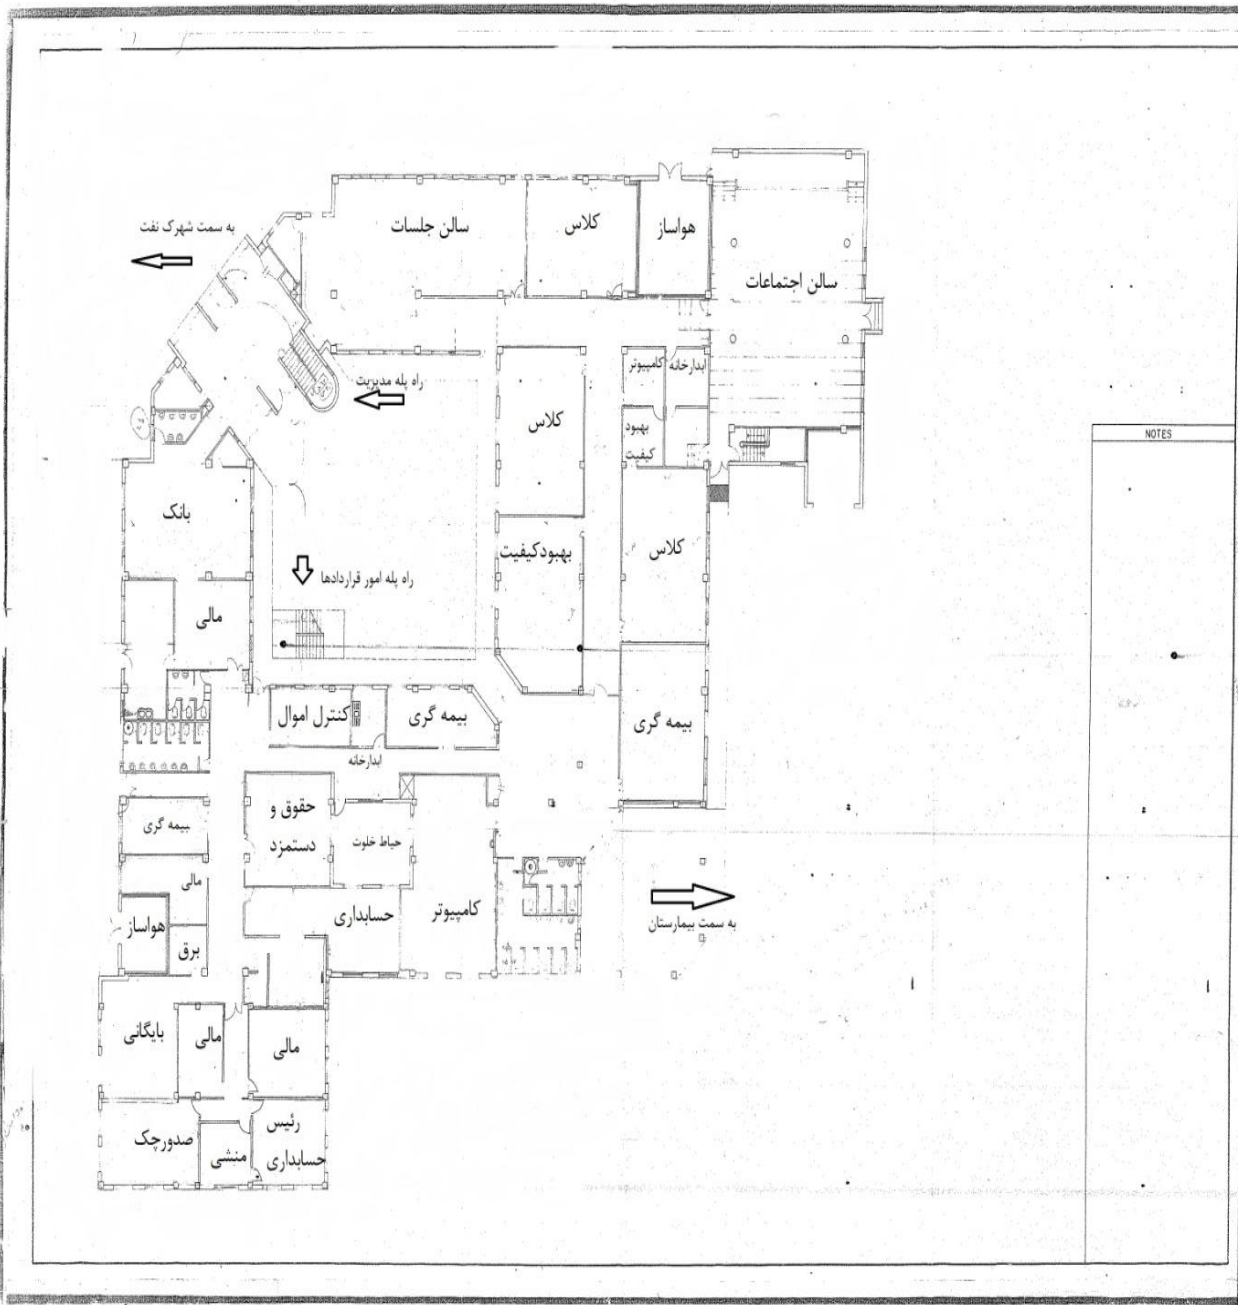 به سمت شهرک نفت
سالن جلسات
کلاس
هواساز
سالن اجتماعات
راه پله مدیریت
کامپیوتر
ابدارخانه
کلاس
بهبود
کیفیت
NOTES
بانک
بهبودکیفیت
کلاس
راه پله امور قراردادها
مالی
کنترل اموال
بیمه گری
بیمه گری
ابدارخانه
حقوق و
دستمزد
بیمه گری
حیاط خلوت
مالی
حسابداری
کامپیوتر
به سمت بیمارستان
هواساز
برق
بایگانی
مالی
مالی
صدورچک
منشی
رئیس
حسابداری